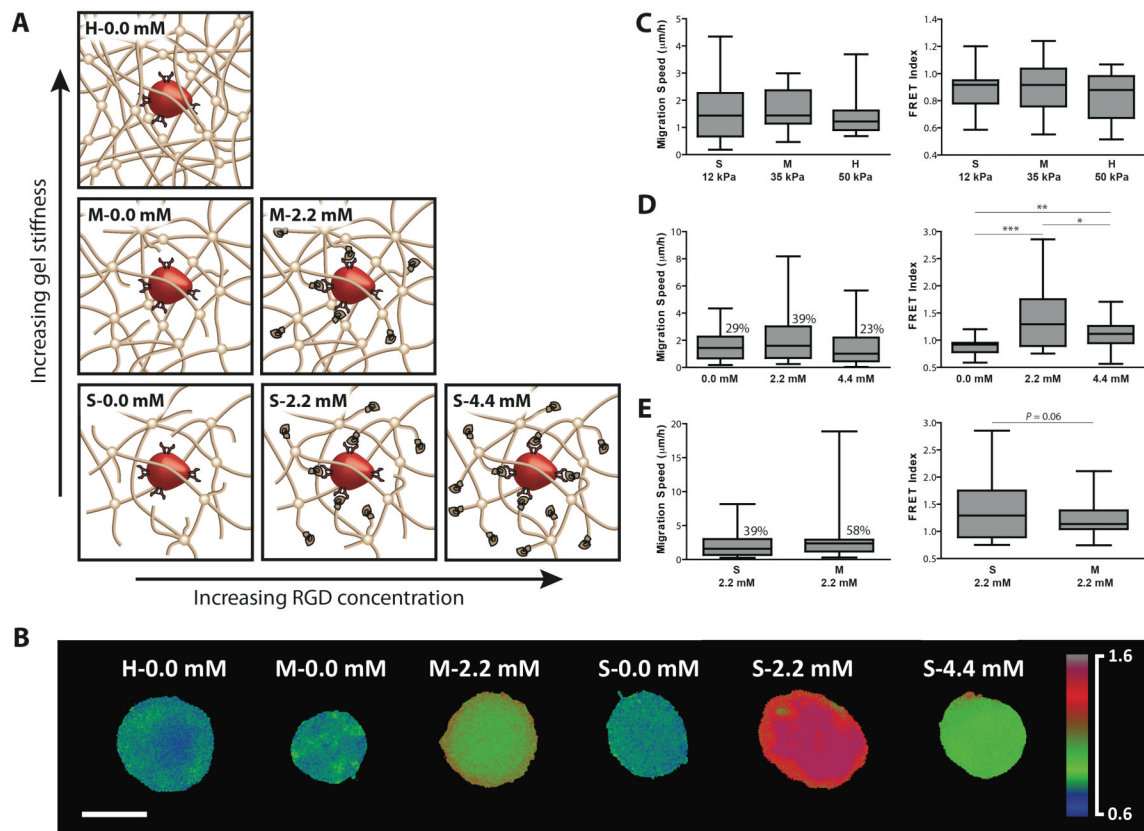 A
H-0.0 mM
M-0.0 mM
M-2.2 mM
S-0.0 mM
S-2.2 mM
S-4.4 mM
Increasing gel stiffness
Increasing RGD concentration
C
Migration Speed (μm/h)
5
4
3
2
1
0
S
M
H
12 kPa
35 kPa
50 kPa
FRET Index
1.4
1.2
1.0
0.8
0.6
0.4
S
M
H
12 kPa
35 kPa
50 kPa
D
Migration Speed (μm/h)
10
8
6
4
2
0
29%
39%
23%
0.0 mM
2.2 mM
4.4 mM
FRET Index
3.0
2.5
2.0
1.5
1.0
0.5
**
***
*
0.0 mM
2.2 mM
4.4 mM
E
Migration Speed (μm/h)
20
15
10
5
0
39%
58%
S
M
2.2 mM
2.2 mM
FRET Index
3.0
2.5
2.0
1.5
1.0
0.5
P = 0.06
S
M
2.2 mM
2.2 mM
B
H-0.0 mM
M-0.0 mM
M-2.2 mM
S-0.0 mM
S-2.2 mM
S-4.4 mM
1.6
0.6